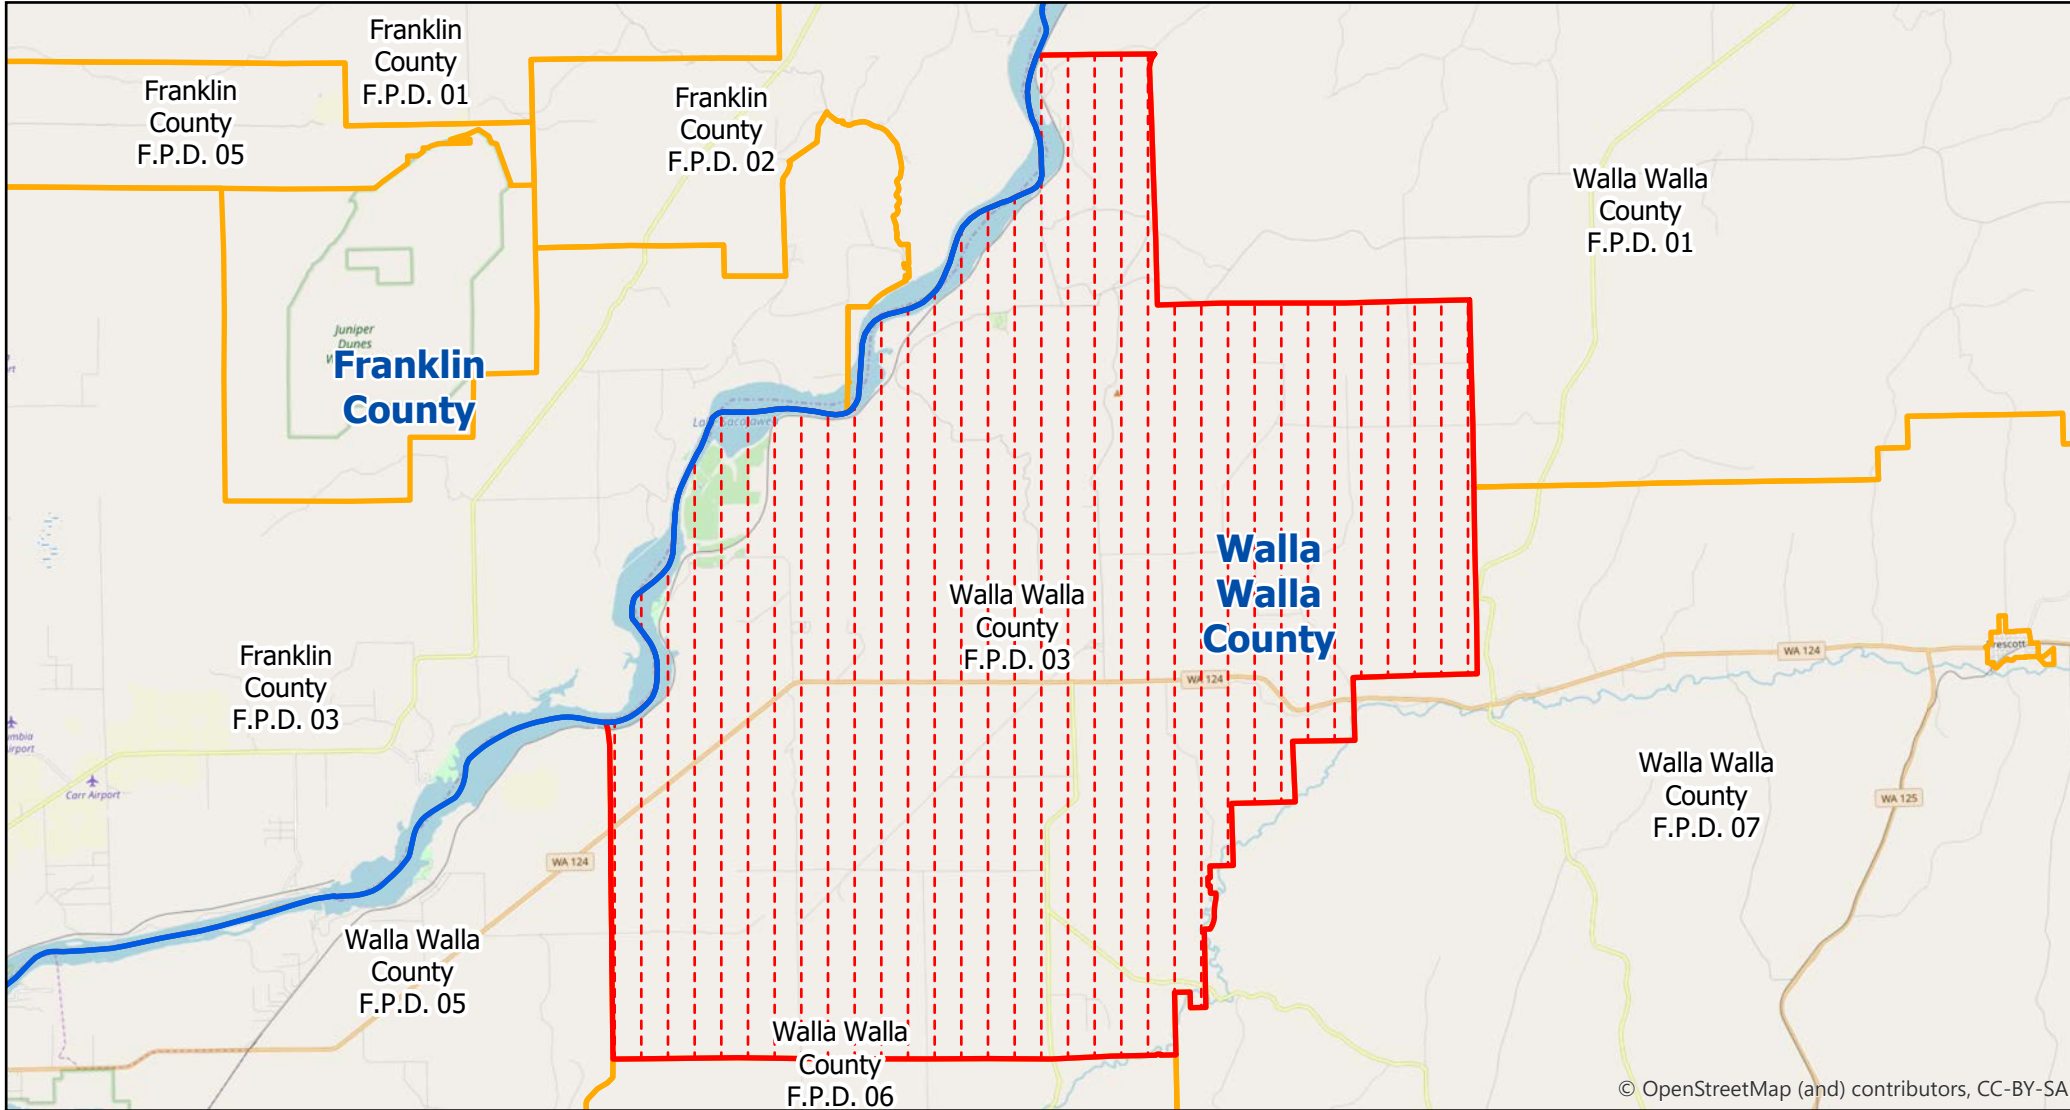 Franklin
County
F.P.D. 01
Franklin
County
F.P.D. 05
Franklin
County
F.P.D. 02
Walla Walla
County
F.P.D. 01
Juniper
Dunes
Franklin
County
Walla
Walla
County
Walla Walla
County
F.P.D. 03
WA 124
WA 124
Franklin
County
F.P.D. 03
Carr Airport
Walla Walla
County
F.P.D. 07
WA 125
WA 124
Walla Walla
County
F.P.D. 05
Walla Walla
County
F.P.D. 06
© OpenStreetMap (and) contributors, CC-BY-SA